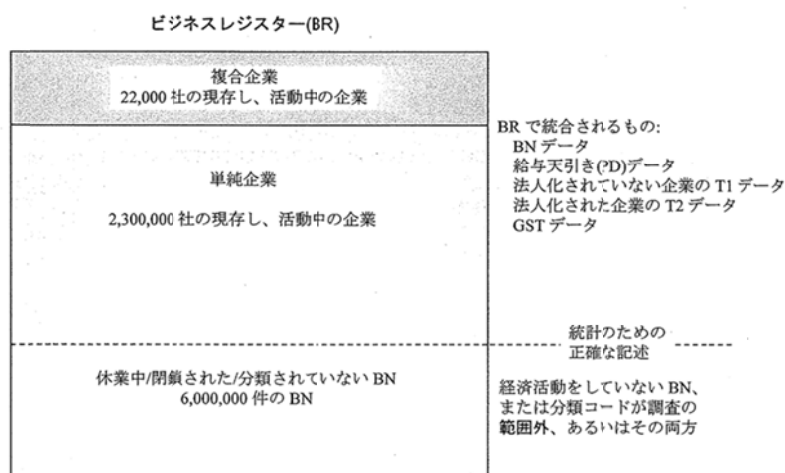 ビジネスレジスター(BR)
複合企業
22,000 社の現存し、活動中の企業
単純企業
2,300,000 社の現存し、活動中の企業
BR で統合されるもの:
BN データ
給与天引き(PD)データ
法人化されていない企業の T1 データ
法人化された企業の T2 データ
GST データ
統計のための
正確な記述
休業中/閉鎖された/分類されていない BN
6,000,000 件の BN
経済活動をしていない BN、
または分類コードが調査の
範囲外、あるいはその両方